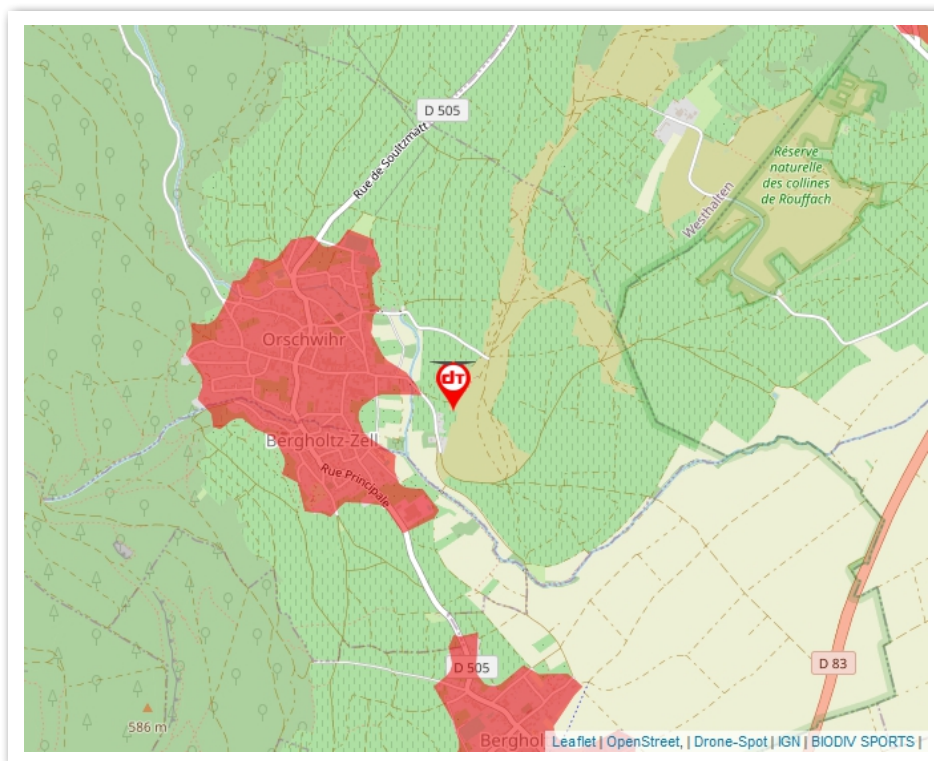 D 505
Rue de Soultzmatt
Réserve
naturelle
des collines
de Rouffach
Westhalten
Orschwihr
dT
Bergholtz-Zell
Rue Principale
D 505
D 83
586 m
Berghol
Leaflet | OpenStreet, | Drone-Spot | IGN | BIODIV SPORTS |